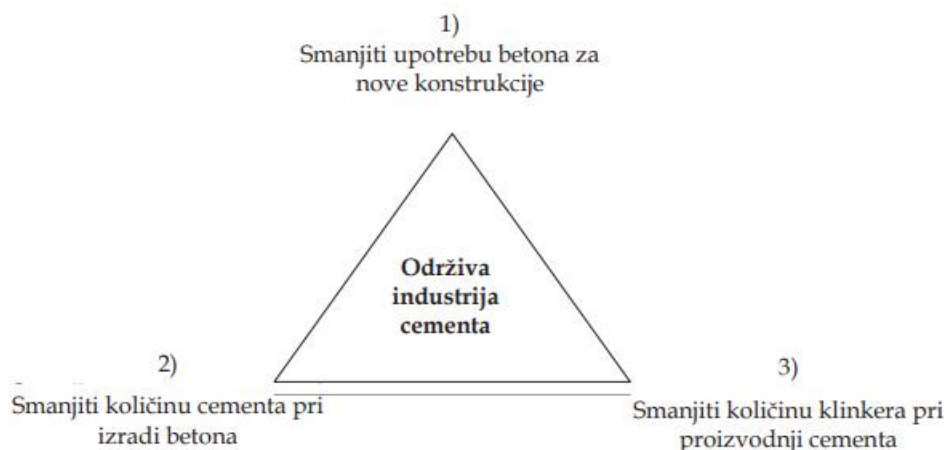 1)
Smanjiti upotrebu betona za
nove konstrukcije
Održiva
industrija
cementa
2)
Smanjiti količinu cementa pri
izradi betona
3)
Smanjiti količinu klinkera pri
proizvodnji cementa